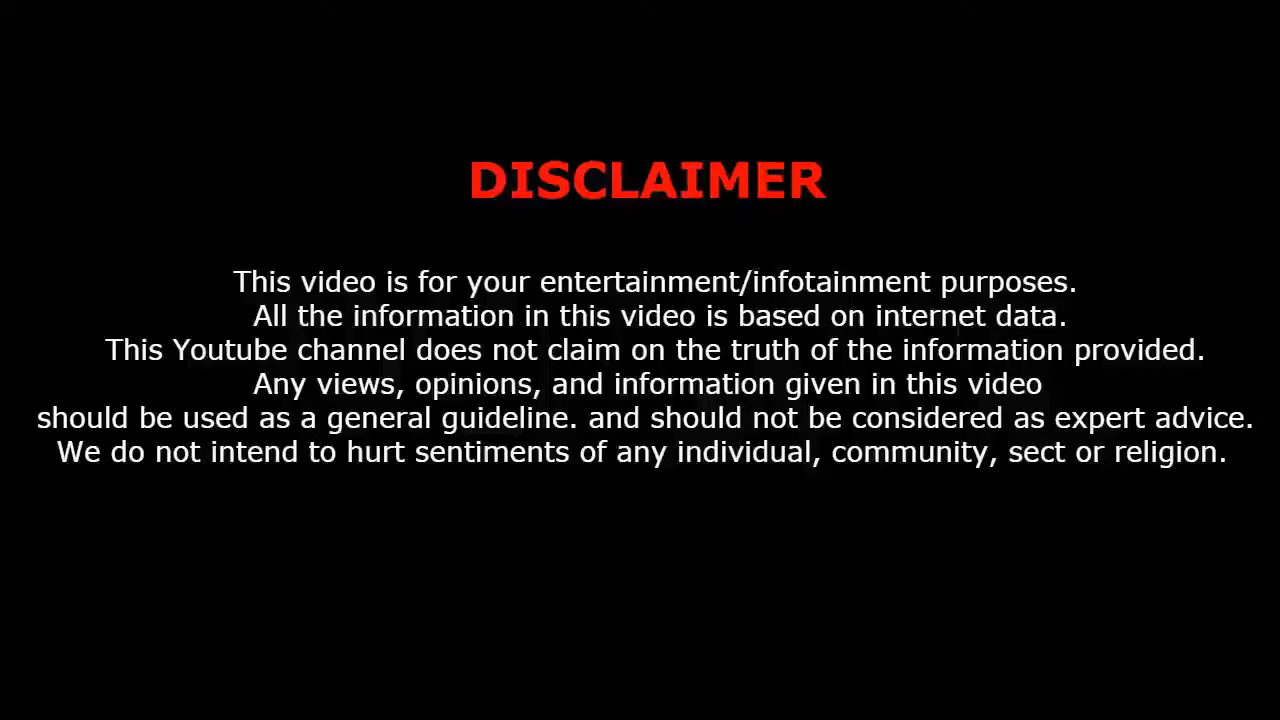 DISCLAIMER
This video is for your entertainment/infotainment purposes.
All the information in this video is based on internet data.
This Youtube channel does not claim on the truth of the information provided.
Any views, opinions, and information given in this video
should be used as a general guideline. and should not be considered as expert advice.
We do not intend to hurt sentiments of any individual, community, sect or religion.